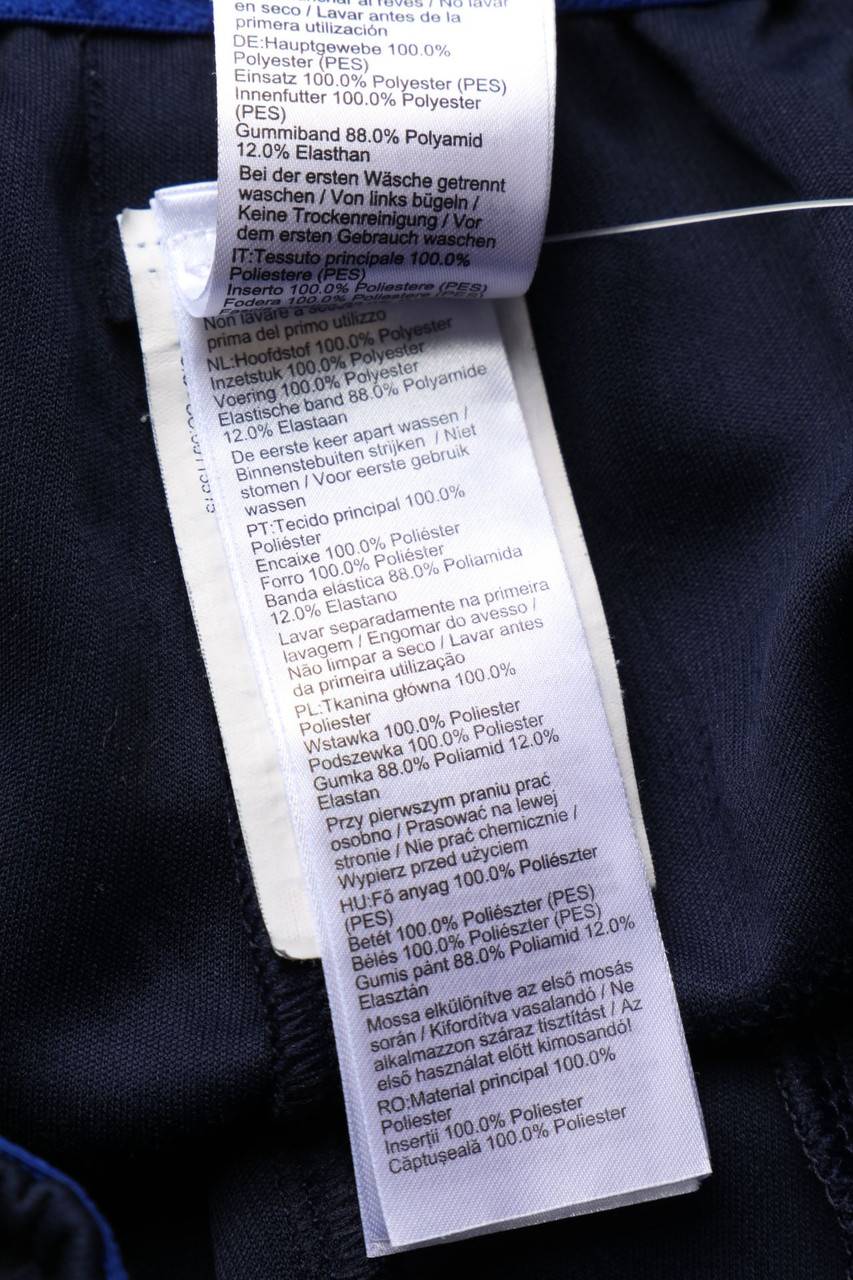 en seco / Lavar antes de la
primera utilización
DE:Hauptgewebe 100.0%
Polyester (PES)
Einsatz 100.0% Polyester (PES)
Innenfutter 100.0% Polyester
(PES)
Gummiband 88.0% Polyamid
12.0% Elasthan
Bei der ersten Wäsche getrennt
waschen / Von links bügeln /
Keine Trockenreinigung / Vor
dem ersten Gebrauch waschen
IT:Tessuto principale 100.0%
Poliestere (PES)
Inserto 100.0% Poliestere (PES)
Fodera 100.0% Poliestere (PES)
Non lavare a
prima del primo utilizzo
NL:Hoofdstof 100.0% Polyester
Inzetstuk 100.0% Polyester
Voering 100.0% Polyester
Elastische band 88.0% Polyamide
12.0% Elastaan
De eerste keer apart wassen /
Binnenstebuiten strijken / Niet
stomen / Voor eerste gebruik
wassen
PT:Tecido principal 100.0%
Poliéster
Encaixe 100.0% Poliéster
Forro 100.0% Poliéster
Banda elástica 88.0% Poliamida
12.0% Elastano
Lavar separadamente na primeira
lavagem / Engomar do avesso /
Não limpar a seco / Lavar antes
da primeira utilização
PL:Tkanina główna 100.0%
Poliester
Wstawka 100.0% Poliester
Podszewka 100.0% Poliester
Gumka 88.0% Poliamid 12.0%
Elastan
Przy pierwszym praniu prać
osobno / Prasować na lewej
stronie / Nie prać chemicznie /
Wypierz przed użyciem
HU:Fő anyag 100.0% Poliészter
(PES)
Betét 100.0% Poliészter (PES)
Bélés 100.0% Poliészter (PES)
Gumis pánt 88.0% Poliamid 12.0%
Elasztán
Mossa elkülönítve az első mosás
során / Kifordítva vasalandó / Ne
alkalmazzon száraz tisztítást / Az
első használat előtt kimosandó!
RO:Material principal 100.0%
Poliester
Inserții 100.0% Poliester
Căptușeală 100.0% Poliester